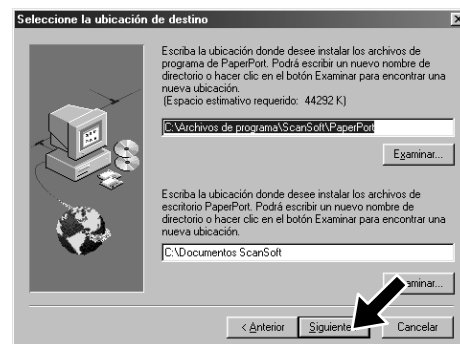 Seleccione la ubicación de destino
Escriba la ubicación donde desee instalar los archivos de
programa de PaperPort. Podrá escribir un nuevo nombre de
directorio o hacer clic en el botón Examinar para encontrar una
nueva ubicación.
(Espacio estimativo requerido: 44292 K)
C:\Archivos de programa\ScanSoft\PaperPort
Examinar...
Escriba la ubicación donde desee instalar los archivos de
escritorio PaperPort. Podrá escribir un nuevo nombre de
directorio o hacer clic en el botón Examinar para encontrar una
nueva ubicación.
C:\Documentos ScanSoft
aminar...
< Anterior Siguiente Cancelar